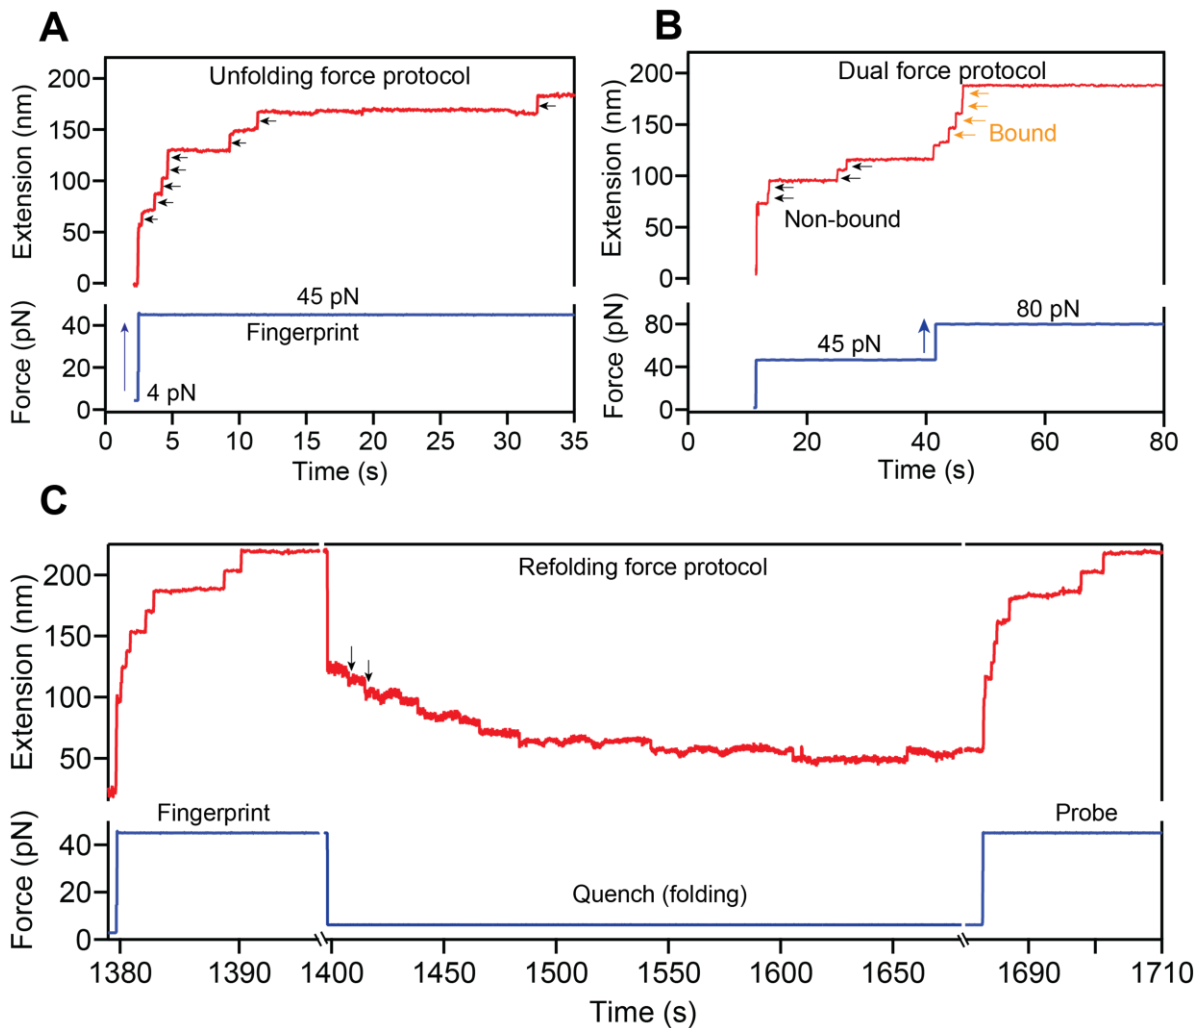 A
Unfolding force protocol
Extension (nm)
200
150
100
50
0
45 pN
Fingerprint
4 pN
Force (pN)
40
20
0
0 5 10 15 20 25 30 35
Time (s)
B
Dual force protocol
Extension (nm)
200
150
100
50
0
Bound
Non-bound
80 pN
45 pN
Force (pN)
80
40
0
0 20 40 60 80
Time (s)
C
Refolding force protocol
Extension (nm)
200
150
100
50
Fingerprint
Probe
Quench (folding)
Force (pN)
40
20
0
1380 1390 1400 1450 1500 1550 1600 1650 1690 1710
Time (s)